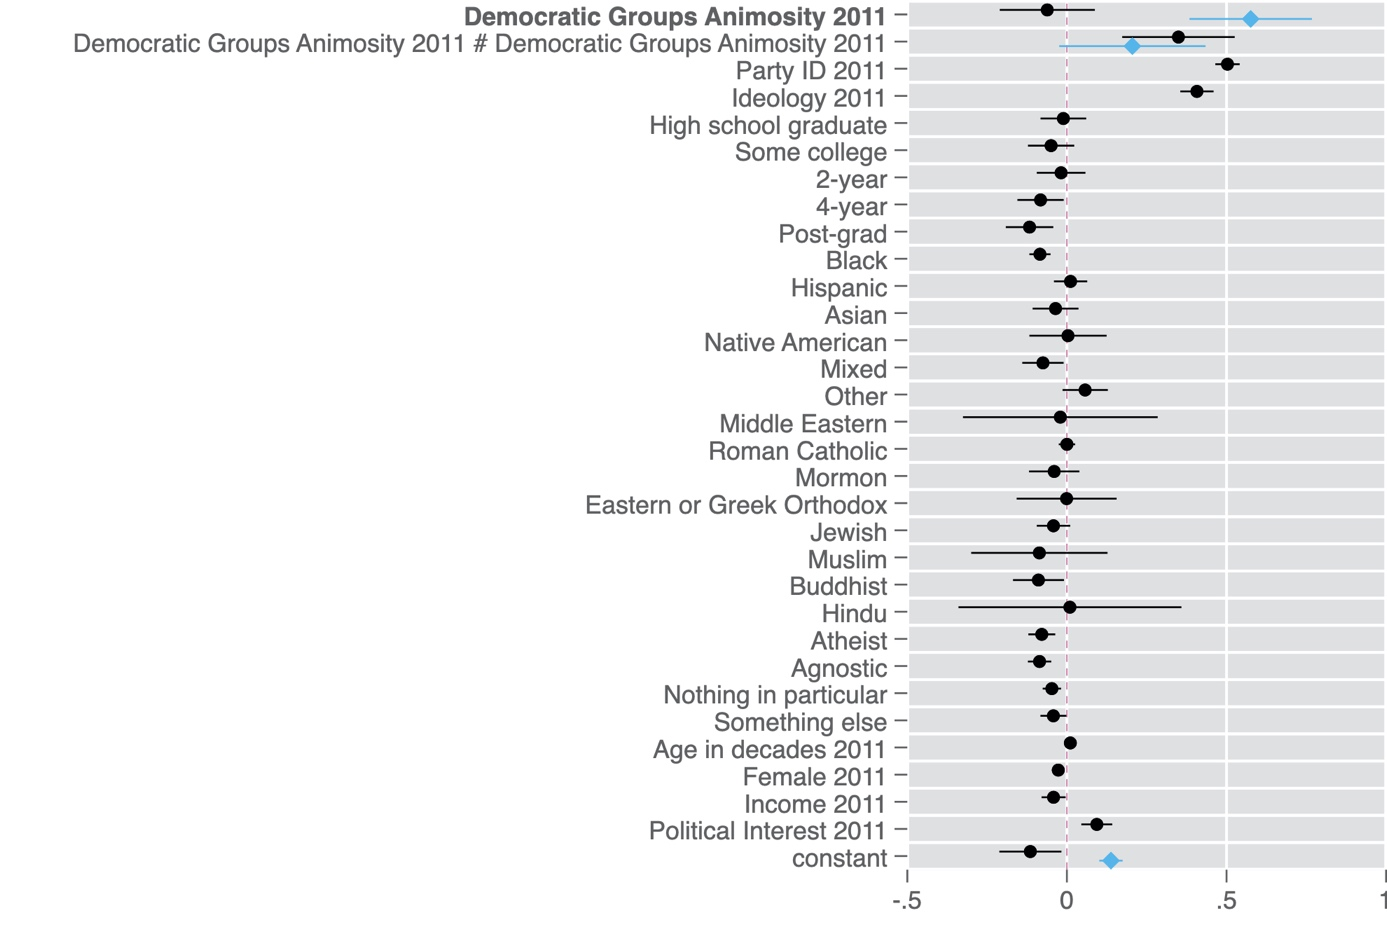 Democratic Groups Animosity 2011
Democratic Groups Animosity 2011 # Democratic Groups Animosity 2011
Party ID 2011
Ideology 2011
High school graduate
Some college
2-year
4-year
Post-grad
Black
Hispanic
Asian
Native American
Mixed
Other
Middle Eastern
Roman Catholic
Mormon
Eastern or Greek Orthodox
Jewish
Muslim
Buddhist
Hindu
Atheist
Agnostic
Nothing in particular
Something else
Age in decades 2011
Female 2011
Income 2011
Political Interest 2011
constant
-.5 0 .5 1